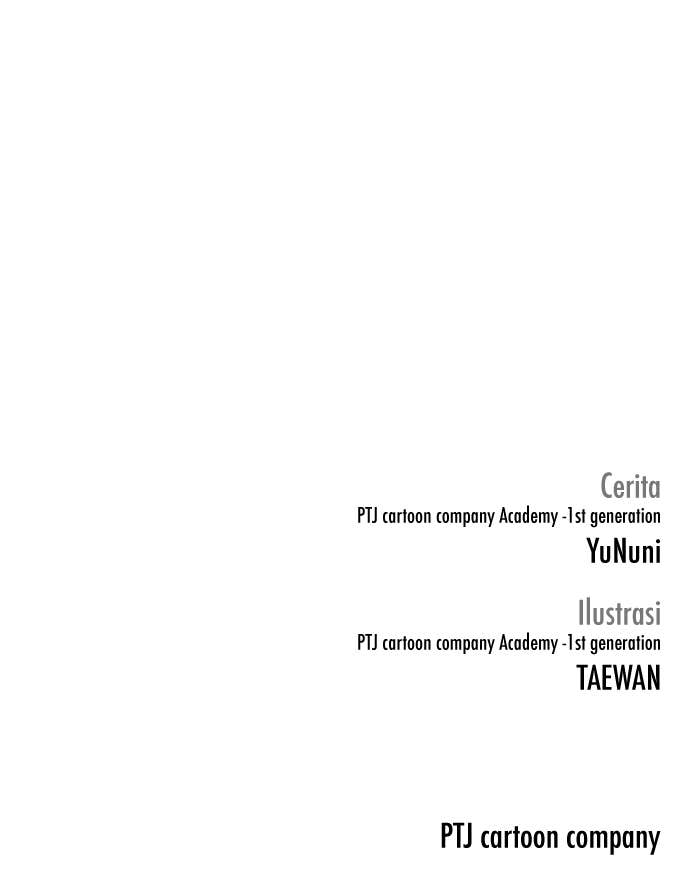 Cerita
PTJ cartoon company Academy -1st generation
YuNuni
Ilustrasi
PTJ cartoon company Academy -1st generation
TAEWAN
PTJ cartoon company